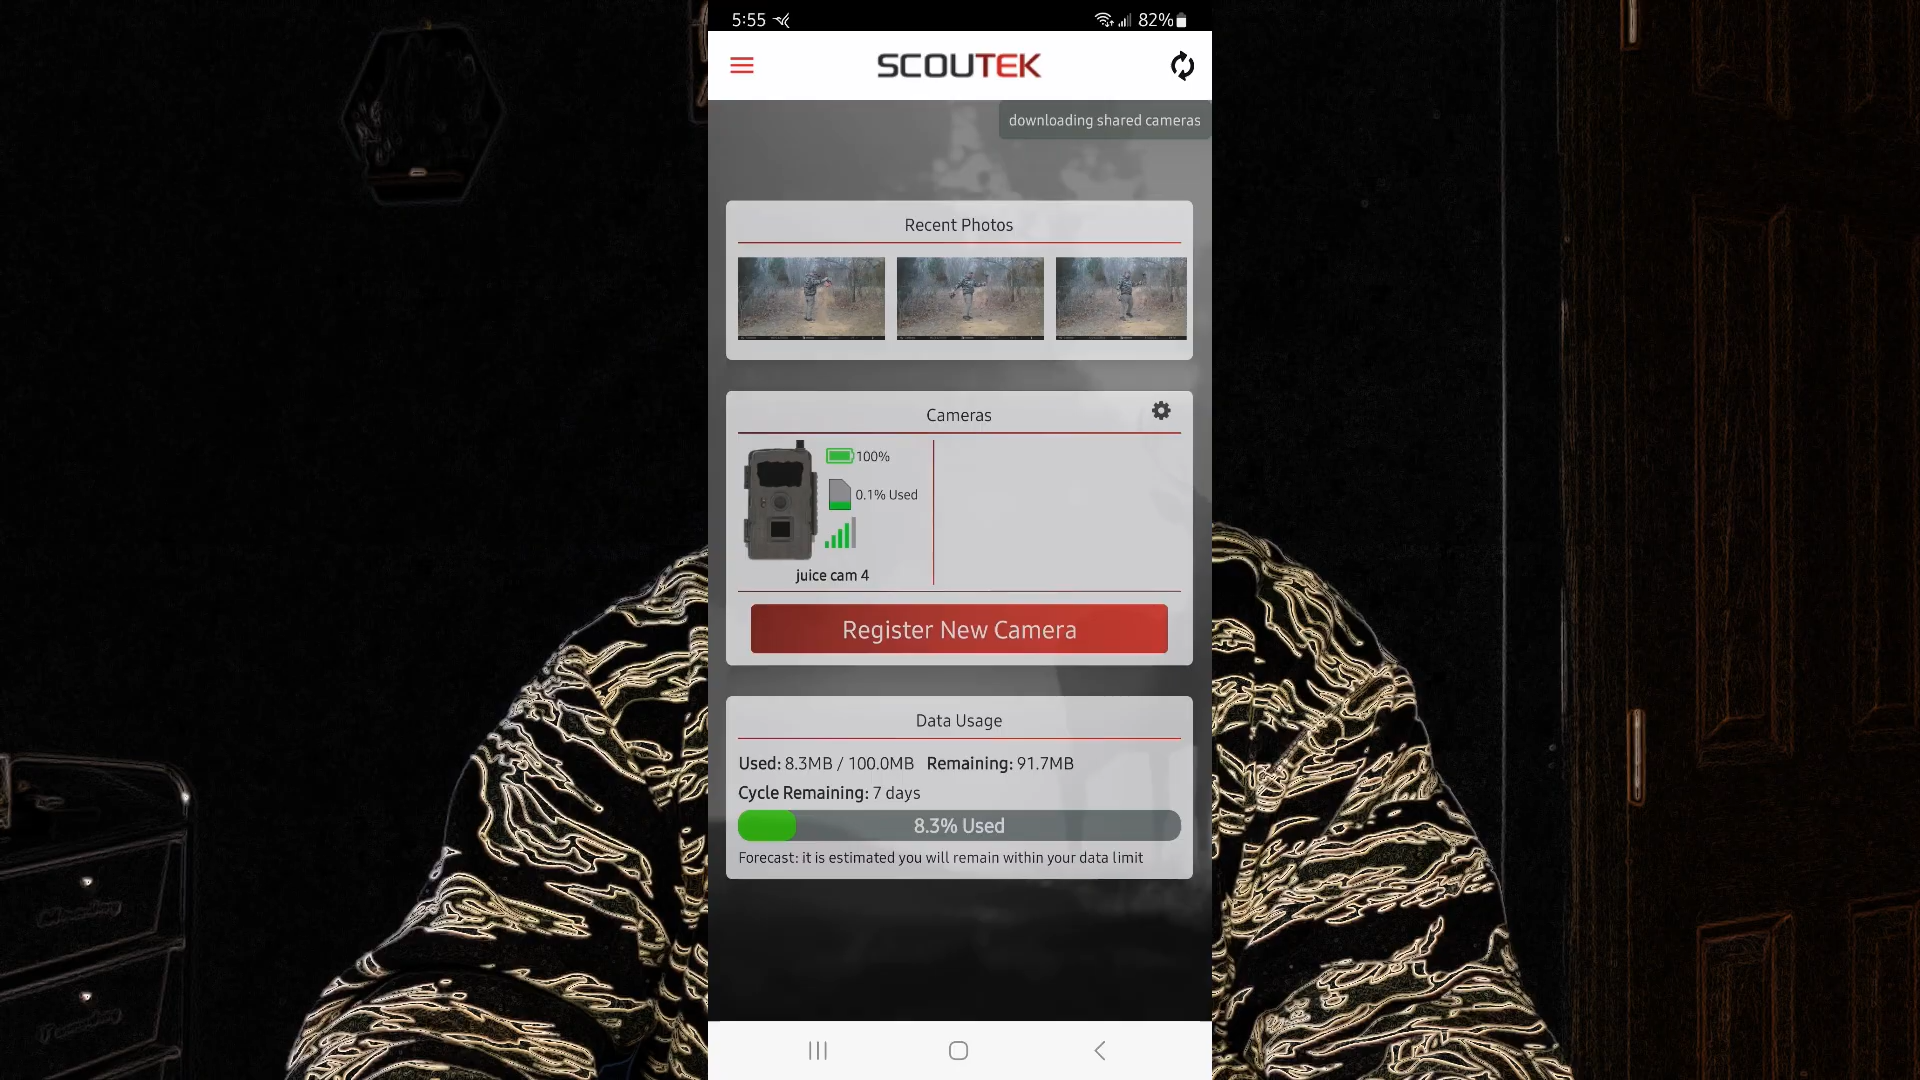 5:55
82%
SCOUTEK
downloading shared cameras
Recent Photos
Cameras
100%
0.1% Used
juice cam 4
Register New Camera
Data Usage
Used: 8.3MB / 100.0MB Remaining: 91.7MB
Cycle Remaining: 7 days
8.3% Used
Forecast: it is estimated you will remain within your data limit